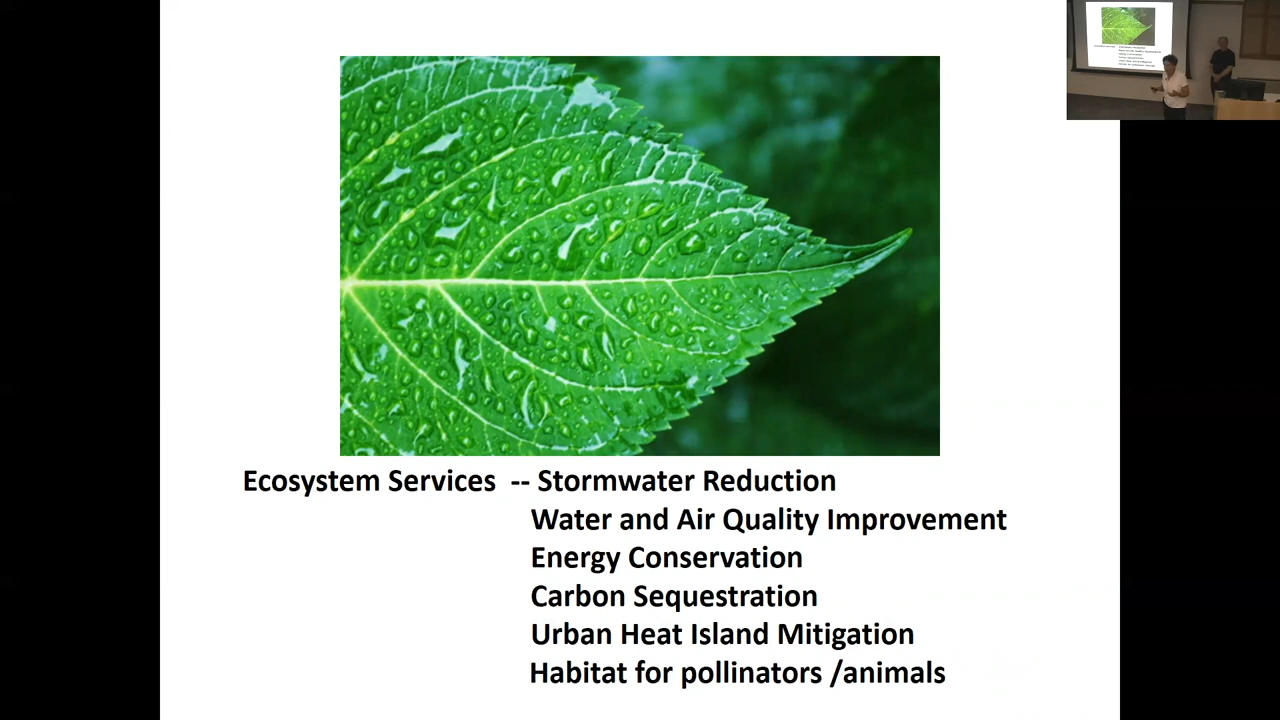 Ecosystem Services -- Stormwater Reduction
Water and Air Quality Improvement
Energy Conservation
Carbon Sequestration
Urban Heat Island Mitigation
Habitat for pollinators /animals